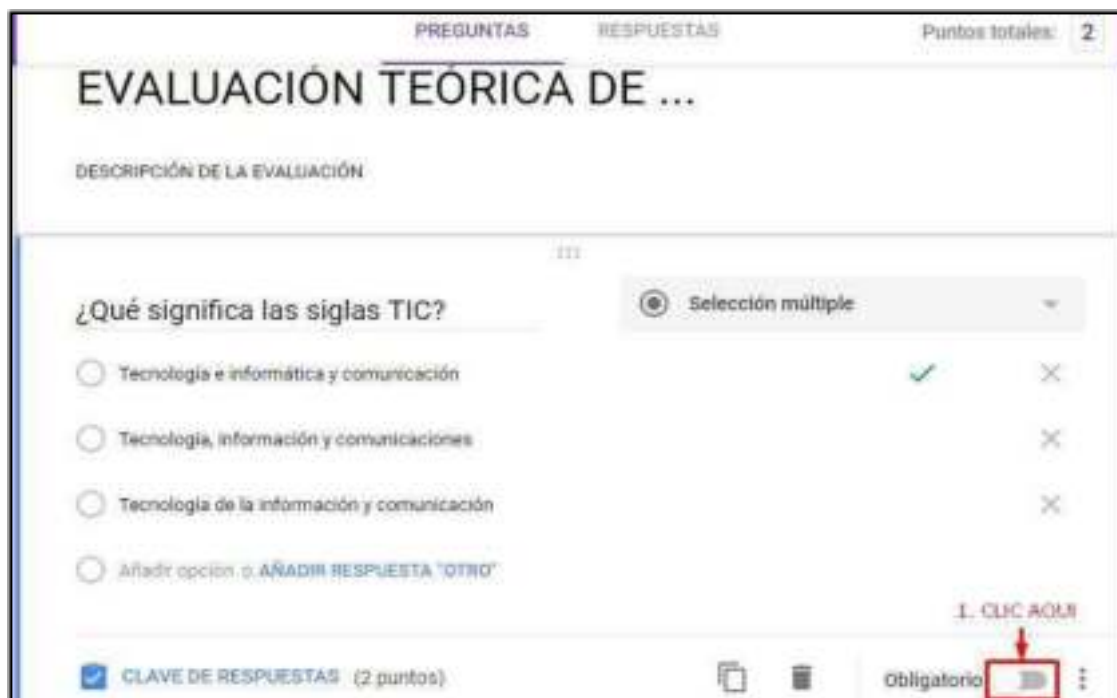 PREGUNTAS RESPUESTAS Puntos totales: 2
EVALUACIÓN TEÓRICA DE ...
DESCRIPCIÓN DE LA EVALUACIÓN
¿Qué significa las siglas TIC? Selección múltiple
Tecnología e informática y comunicación
Tecnología, información y comunicaciones
Tecnología de la información y comunicación
Añadir opción o AÑADIR RESPUESTA "OTRO"
1. CLIC AQUI
CLAVE DE RESPUESTAS (2 puntos) Obligatorio